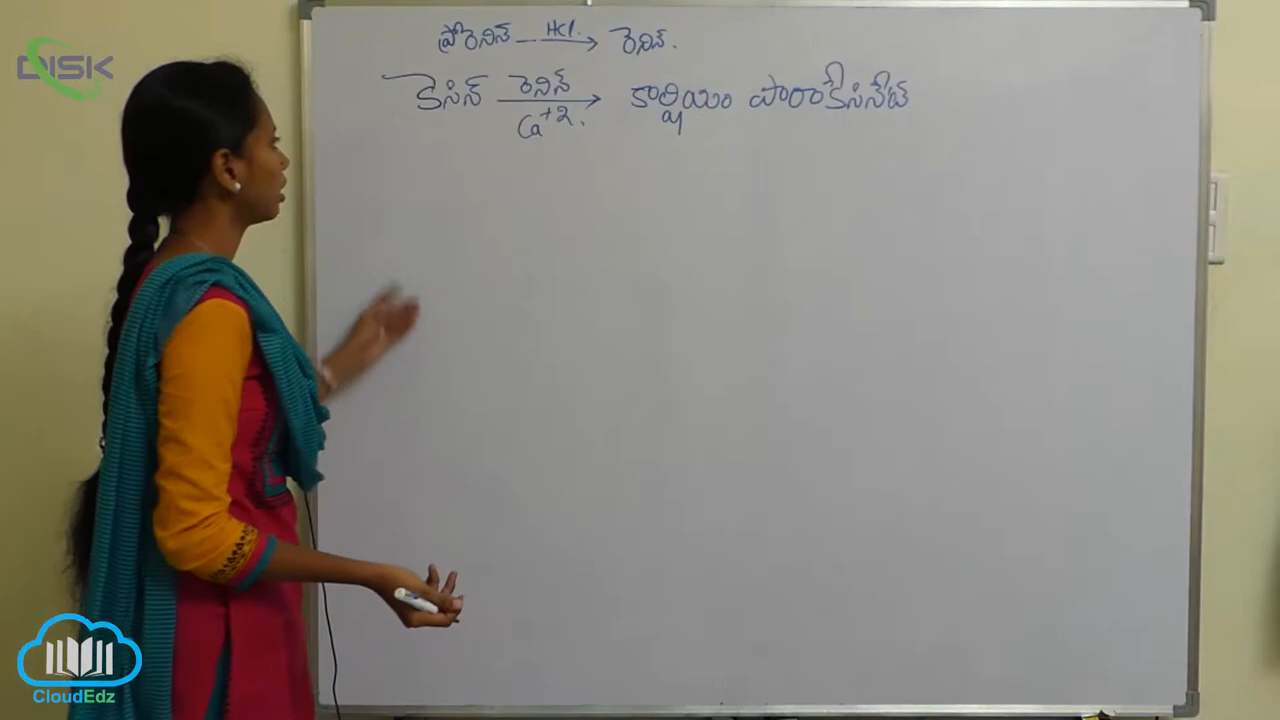 DISK
ప్రోరెనిన్ HCl. → రెనిన్.
కెసిన్ రెనిన్ Ca+2. → కాల్షియం పారాకేసినేట్
CloudEdz